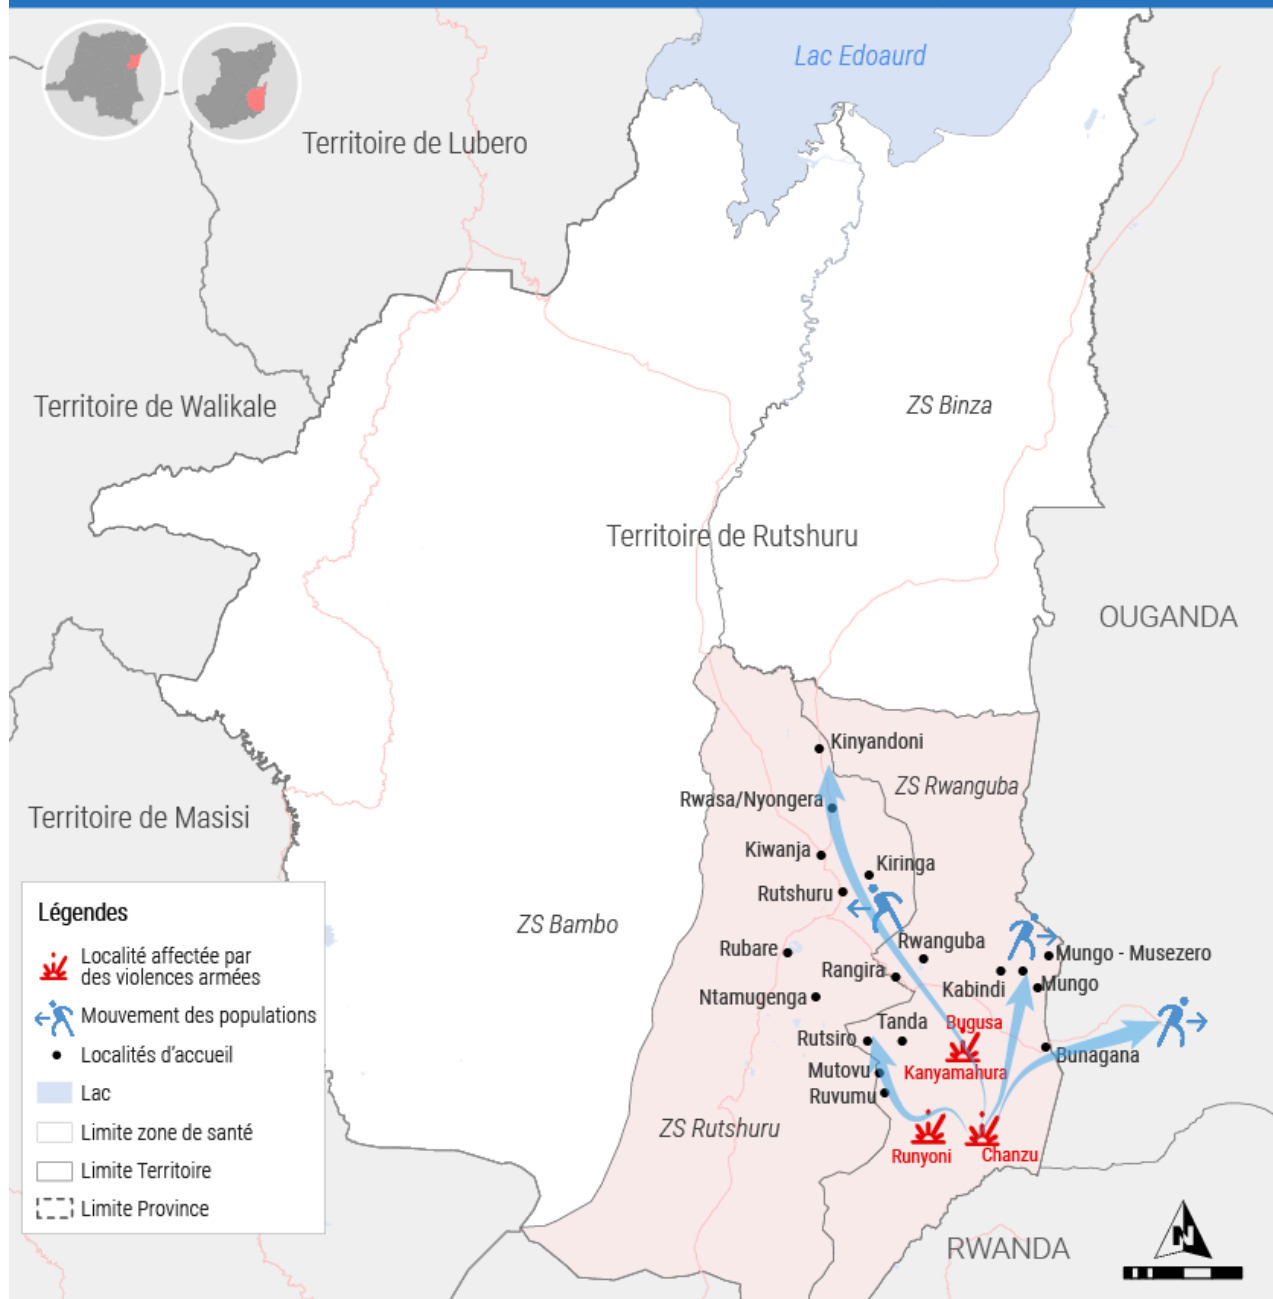 Lac Edoaurd
Territoire de Lubero
Territoire de Walikale
ZS Binza
Territoire de Rutshuru
OUGANDA
Kinyandoni
ZS Rwanguba
Rwasa/Nyongera
Territoire de Masisi
Kiwanja
Kiringa
Rutshuru
ZS Bambo
Rwanguba
Rubare
Mungo - Musezero
Rangira
Kabindi
Mungo
Ntamugenga
Tanda
Bugusa
Rutsiro
Bunagana
Mutovu
Kanyamahura
Ruvumu
ZS Rutshuru
Runyoni
Chanzu
RWANDA
N
Légendes
Localité affectée par
des violences armées
Mouvement des populations
Localités d'accueil
Lac
Limite zone de santé
Limite Territoire
Limite Province